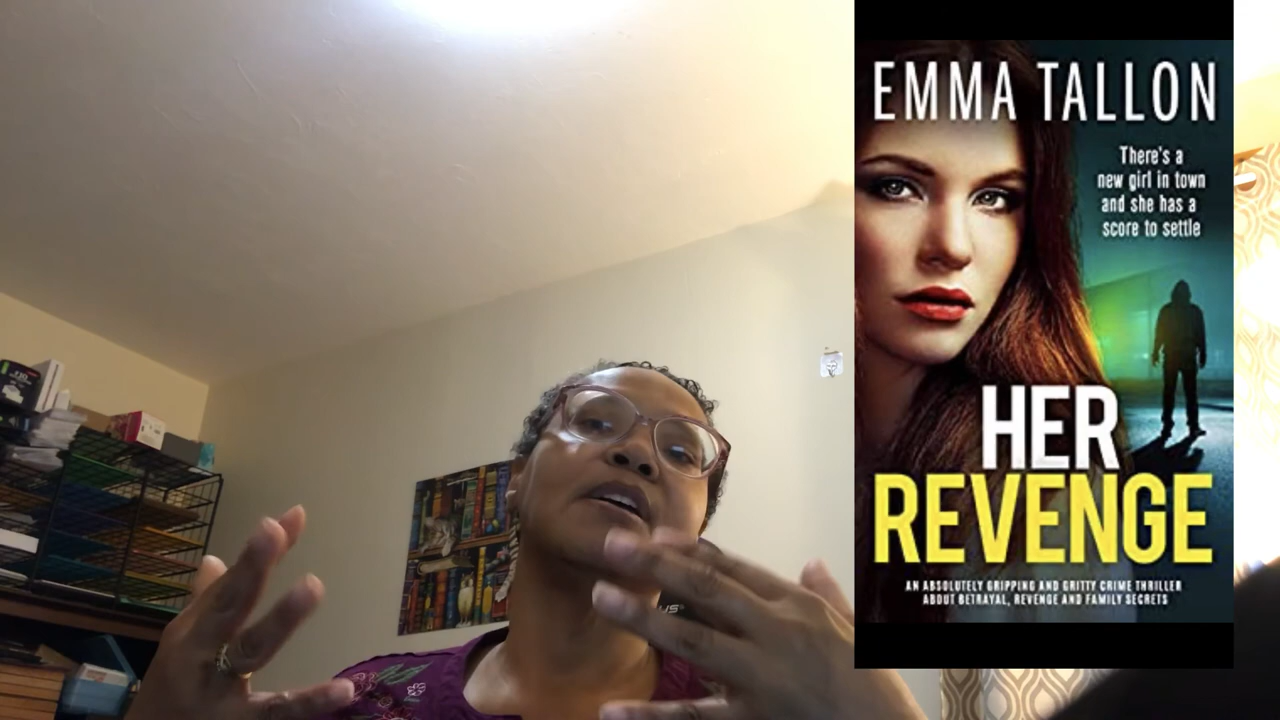 EMMA TALLON
There's a
new girl in town
and she has a
score to settle
HER
REVENGE
AN ABSOLUTELY GRIPPING AND GRITTY CRIME THRILLER
ABOUT BETRAYAL, REVENGE AND FAMILY SECRETS
US